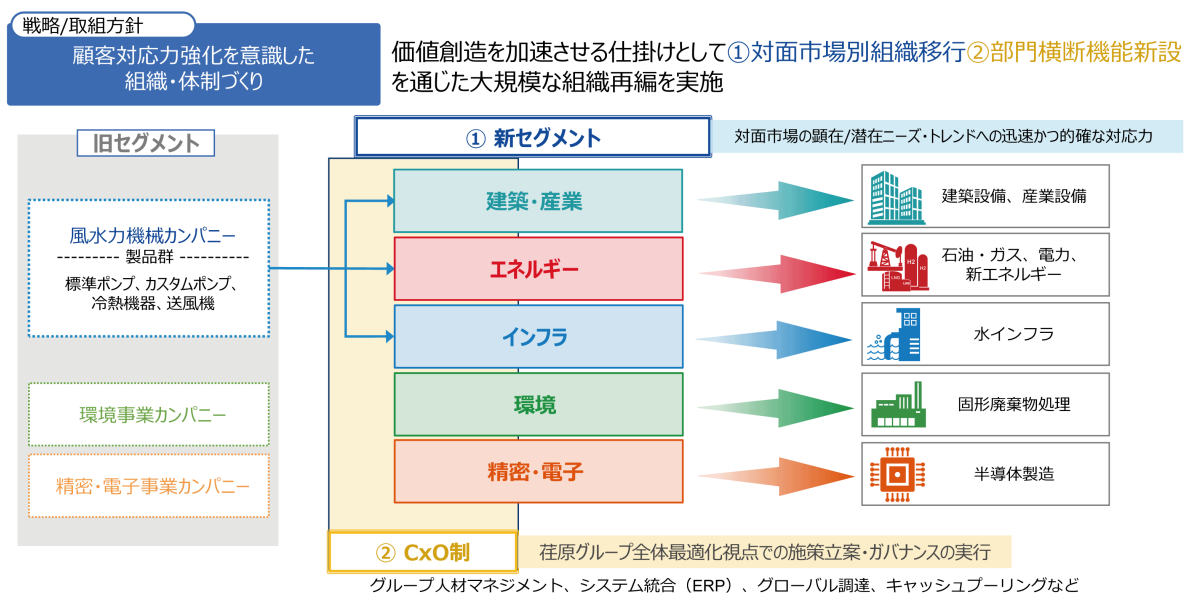 戦略/取組方針
顧客対応力強化を意識した
組織・体制づくり
価値創造を加速させる仕掛けとして①対面市場別組織移行②部門横断機能新設
を通じた大規模な組織再編を実施
旧セグメント
① 新セグメント
対面市場の顕在/潜在ニーズ・トレンドへの迅速かつ的確な対応力
風水力機械カンパニー
---------- 製品群 ----------
標準ポンプ、カスタムポンプ、
冷熱機器、送風機
環境事業カンパニー
精密・電子事業カンパニー
建築・産業
建築設備、産業設備
エネルギー
石油・ガス、電力、
新エネルギー
H2
H2
LNG
LNG
インフラ
水インフラ
環境
固形廃棄物処理
精密・電子
半導体製造
② CxO制
荏原グループ全体最適化視点での施策立案・ガバナンスの実行
グループ人材マネジメント、システム統合（ERP）、グローバル調達、キャッシュプーリングなど